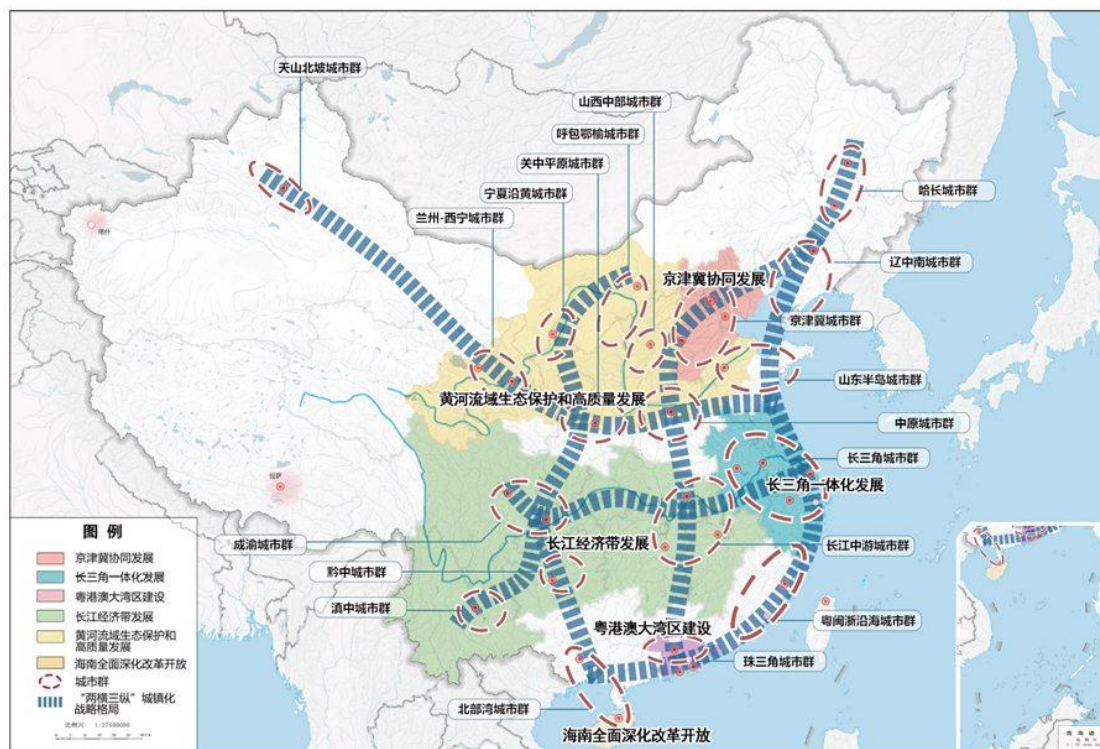 天山北坡城市群
山西中部城市群
呼包鄂榆城市群
关中平原城市群
宁夏沿黄城市群
兰州-西宁城市群
哈长城市群
辽中南城市群
京津冀协同发展
京津冀城市群
山东半岛城市群
黄河流域生态保护和高质量发展
中原城市群
长三角城市群
长三角一体化发展
拉萨
成渝城市群
长江经济带发展
长江中游城市群
黔中城市群
滇中城市群
粤港澳大湾区建设
粤闽浙沿海城市群
珠三角城市群
北部湾城市群
海南全面深化改革开放
图例
京津冀协同发展
长三角一体化发展
粤港澳大湾区建设
长江经济带发展
黄河流域生态保护和
高质量发展
海南全面深化改革开放
城市群
“两横三纵”城镇化
战略格局
比例尺 1:27500000